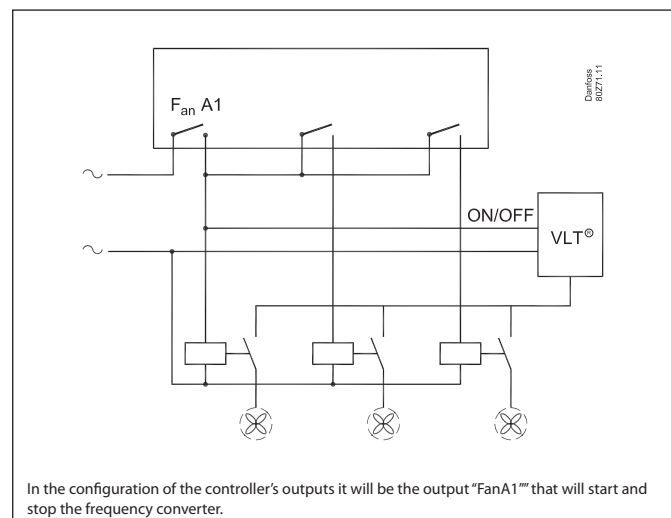 Fan A1
Danfoss
80Z71.11
ON/OFF
VLT®
In the configuration of the controller's outputs it will be the output “FanA1”” that will start and
stop the frequency converter.